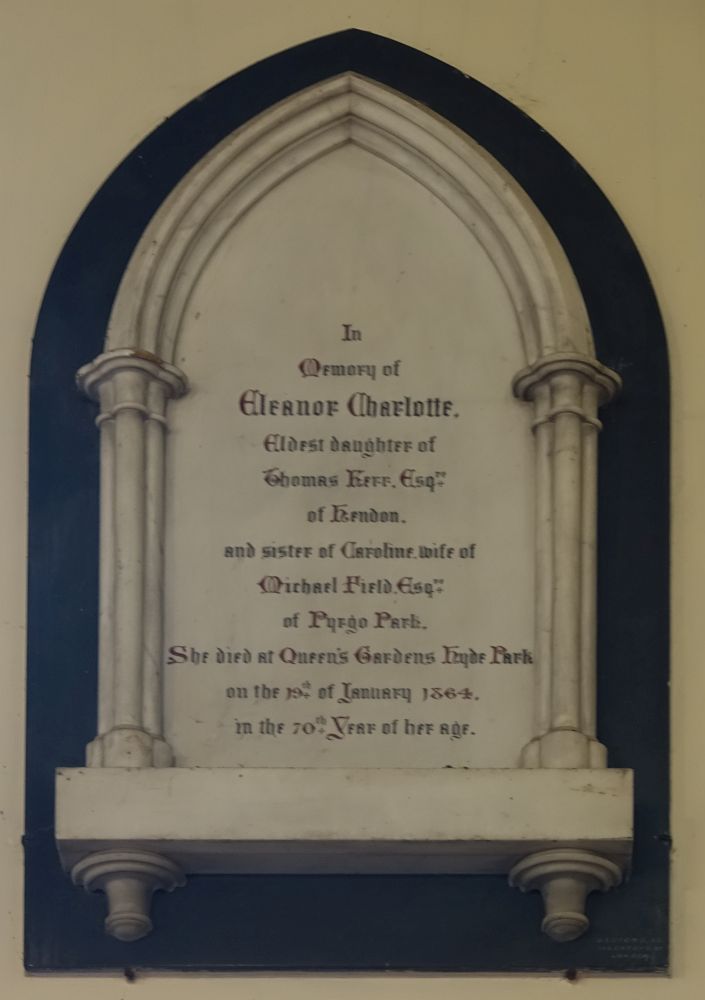 In
Memory of
Eleanor Charlotte.
Eldest daughter of
Thomas Kerr, Esqre
of Hendon.
and sister of Caroline, wife of
Michael Field, Esqre
of Pyrgo Park.
She died at Queen's Gardens Hyde Park
on the 19th of January 1864.
in the 70th Year of her age.
LONDON